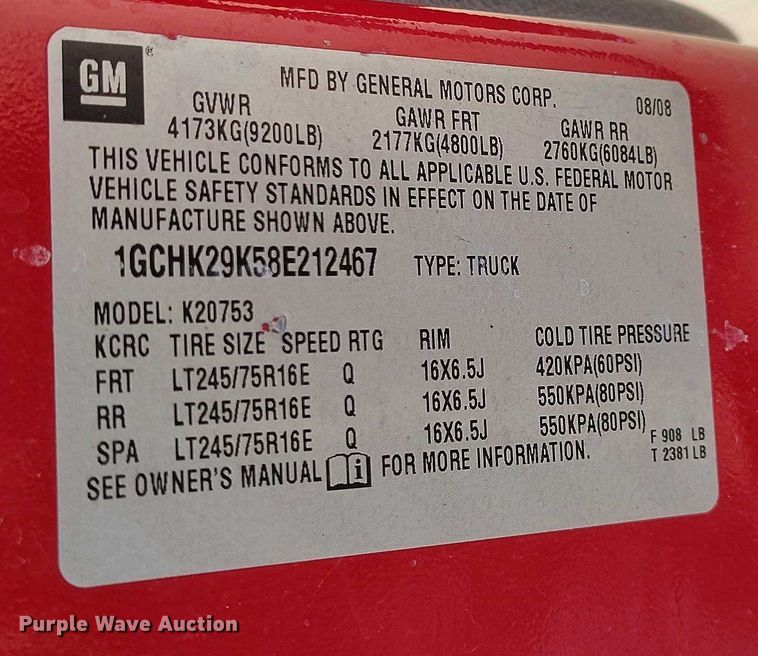 GM ®
MFD BY GENERAL MOTORS CORP. 08/08
GVWR GAWR FRT GAWR RR
4173KG(9200LB) 2177KG(4800LB) 2760KG(6084LB)
THIS VEHICLE CONFORMS TO ALL APPLICABLE U.S. FEDERAL MOTOR
VEHICLE SAFETY STANDARDS IN EFFECT ON THE DATE OF
MANUFACTURE SHOWN ABOVE.
1GCHK29K58E212467 TYPE: TRUCK
MODEL: K20753
KCRC TIRE SIZE SPEED RTG RIM COLD TIRE PRESSURE
FRT LT245/75R16E Q 16X6.5J 420KPA(60PSI)
RR LT245/75R16E Q 16X6.5J 550KPA(80PSI)
SPA LT245/75R16E Q 16X6.5J 550KPA(80PSI)
F 908 LB
T 2381 LB
SEE OWNER'S MANUAL i FOR MORE INFORMATION.
Purple Wave Auction